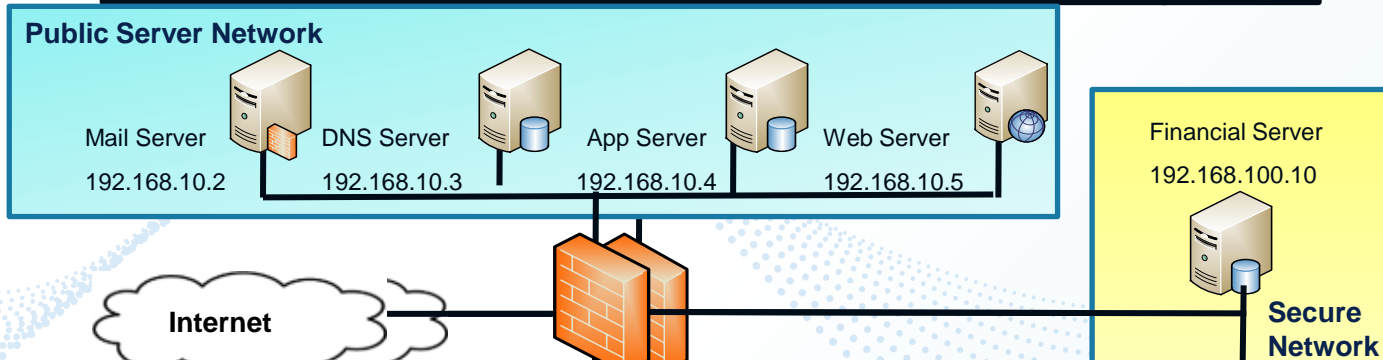 Public Server Network
Mail Server
DNS Server
App Server
Web Server
192.168.10.2
192.168.10.3
192.168.10.4
192.168.10.5
Financial Server
192.168.100.10
Internet
Secure
Network